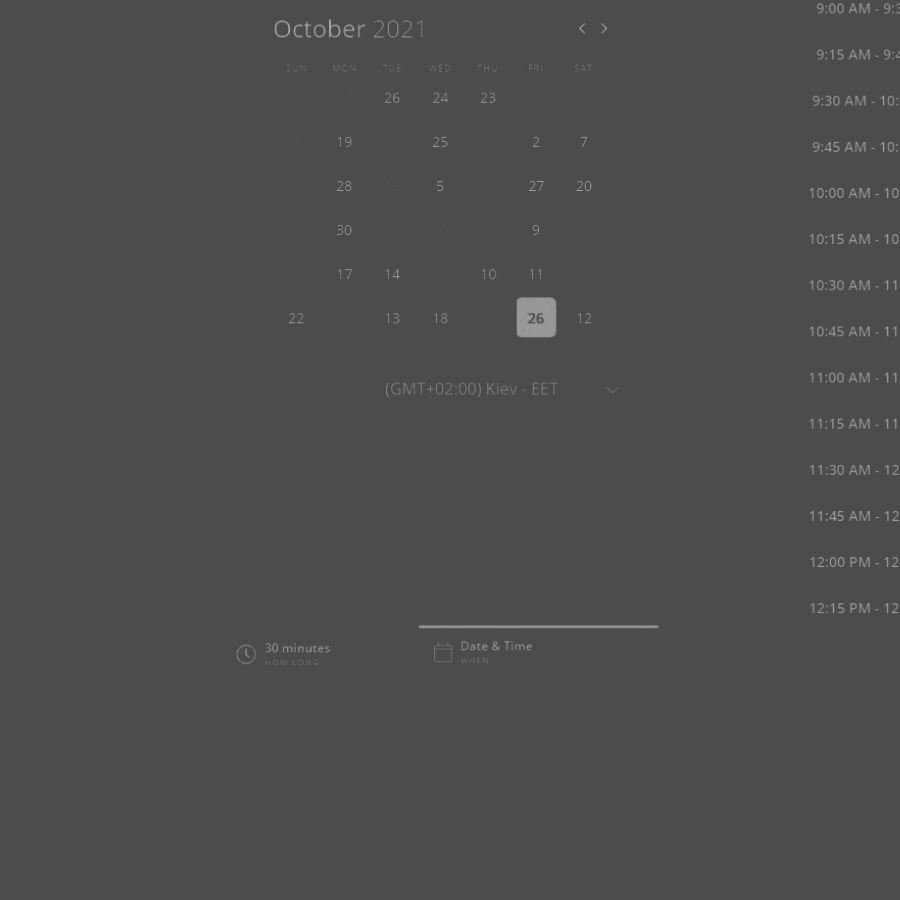 October 2021
SUN MON TUE WED THU FRI SAT
26 24 23
19 25 2 7
28 5 27 20
30 9
17 14 10 11
22 13 18 26 12
(GMT+02:00) Kiev - EET
30 minutes
HOW LONG
Date & Time
WHEN
9:00 AM - 9:3
9:15 AM - 9:4
9:30 AM - 10:
9:45 AM - 10:
10:00 AM - 10
10:15 AM - 10
10:30 AM - 11
10:45 AM - 11
11:00 AM - 11
11:15 AM - 11
11:30 AM - 12
11:45 AM - 12
12:00 PM - 12
12:15 PM - 12